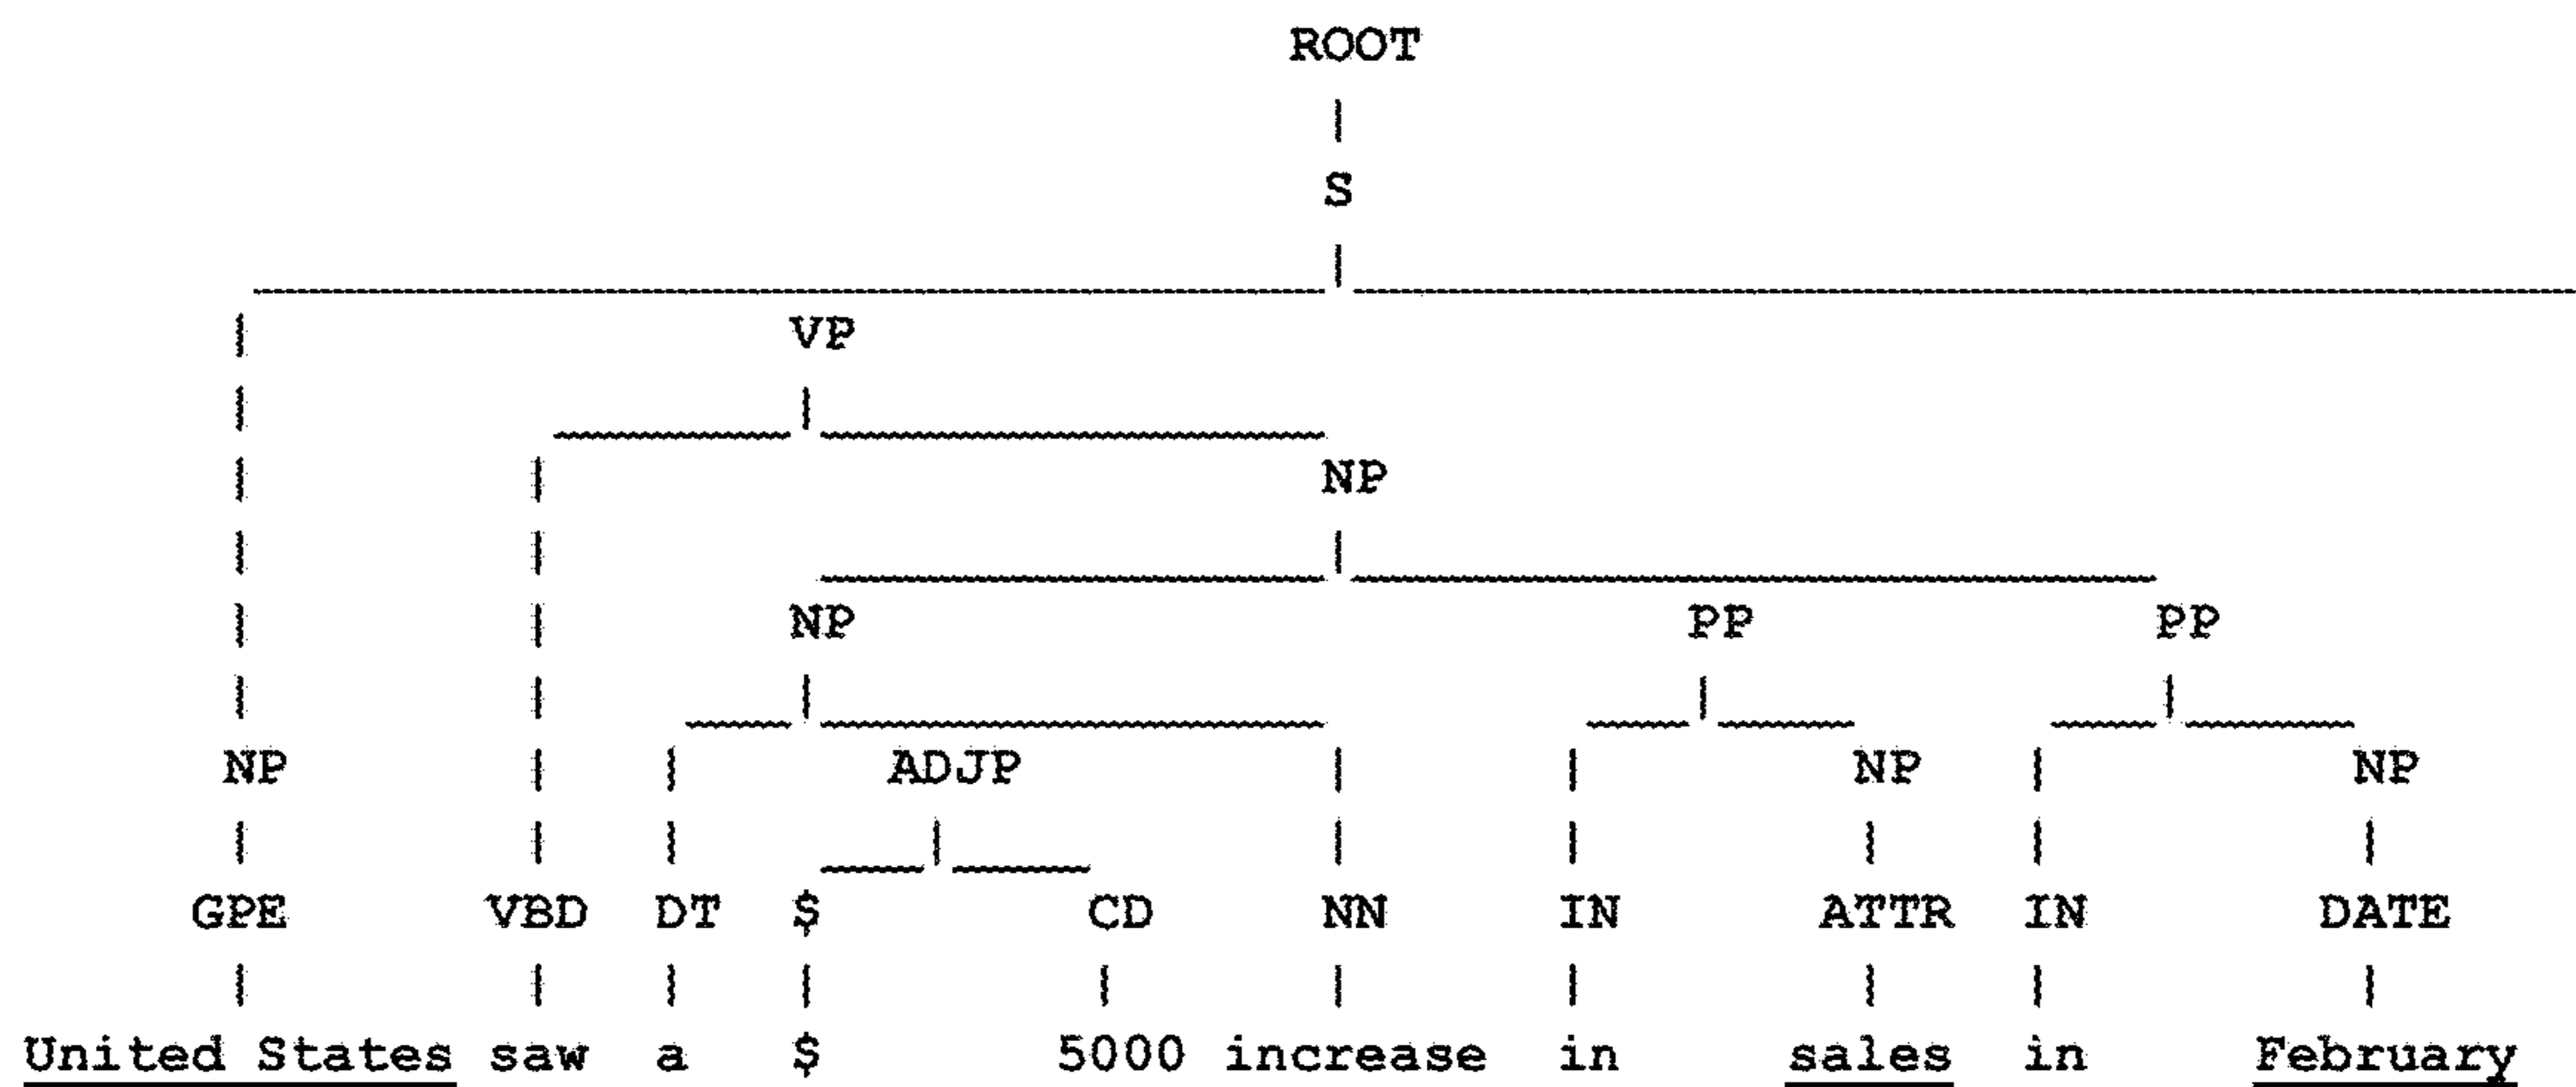 ROOT
S
VP
NP
NP PP PP
NP ADJP NP NP
GPE VBD DT $ CD NN IN ATTR IN DATE
United States saw a $ 5000 increase in sales in February